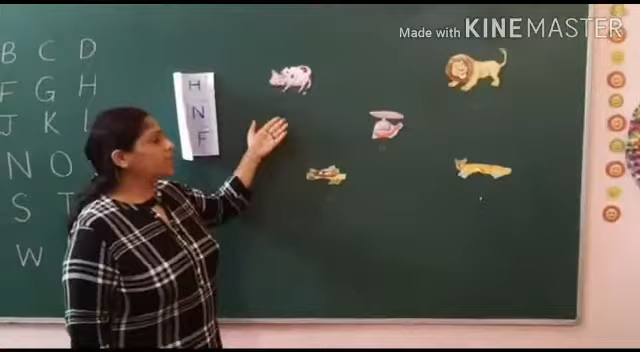 Made with KINEMASTER
B C D
F G H
J K L
N O
S T
W
H
N
F